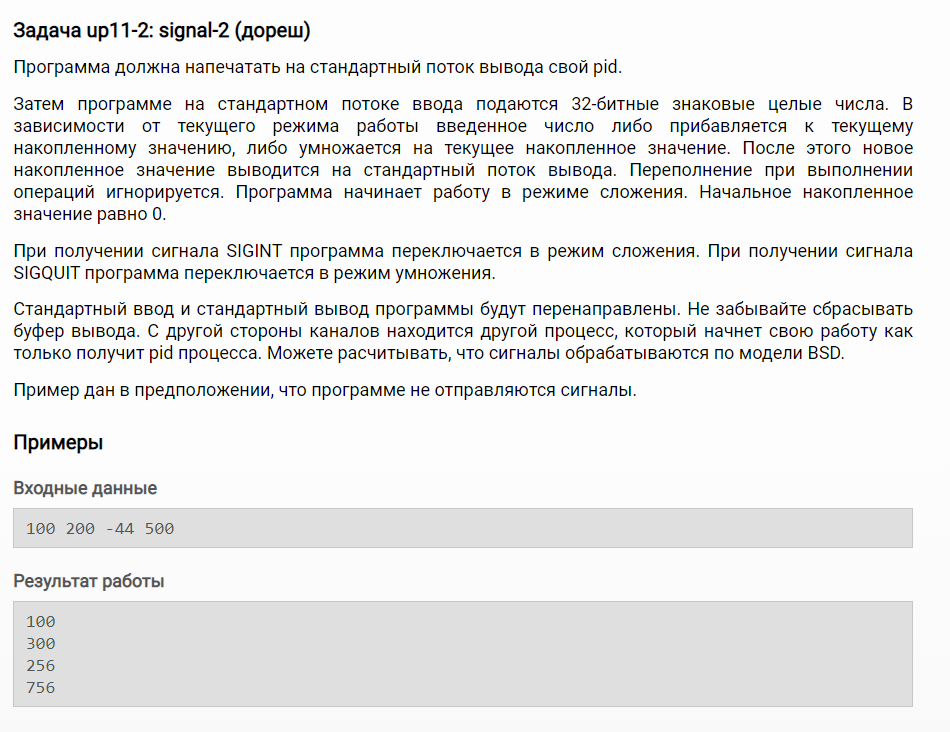 Задача up11-2: signal-2 (дореш)
Программа должна напечатать на стандартный поток вывода свой pid.
Затем программе на стандартном потоке ввода подаются 32-битные знаковые целые числа. В
зависимости от текущего режима работы введенное число либо прибавляется к текущему
накопленному значению, либо умножается на текущее накопленное значение. После этого новое
накопленное значение выводится на стандартный поток вывода. Переполнение при выполнении
операций игнорируется. Программа начинает работу в режиме сложения. Начальное накопленное
значение равно 0.
При получении сигнала SIGINT программа переключается в режим сложения. При получении сигнала
SIGQUIT программа переключается в режим умножения.
Стандартный ввод и стандартный вывод программы будут перенаправлены. Не забывайте сбрасывать
буфер вывода. С другой стороны каналов находится другой процесс, который начнет свою работу как
только получит pid процесса. Можете расчитывать, что сигналы обрабатываются по модели BSD.
Пример дан в предположении, что программе не отправляются сигналы.
Примеры
Входные данные
100 200 -44 500
Результат работы
100
300
256
756